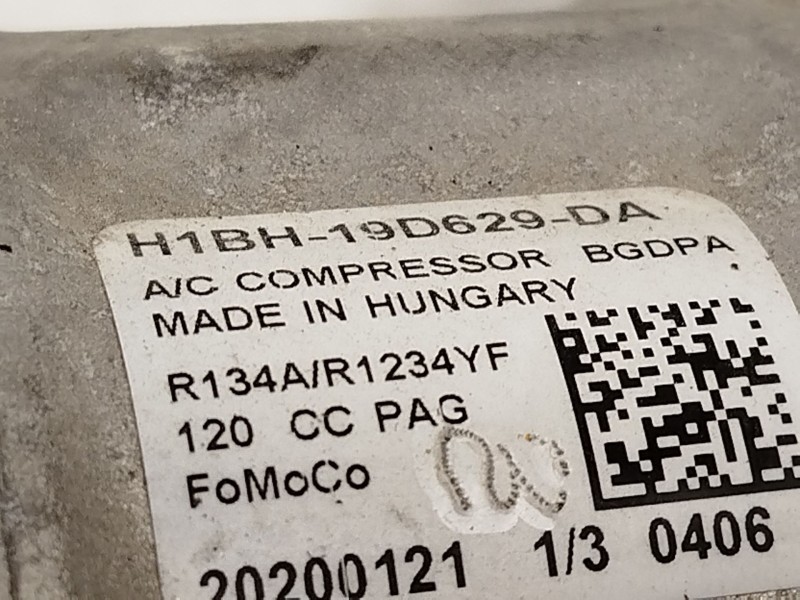 H1BH-19D629-DA
A/C COMPRESSOR BGDPA
MADE IN HUNGARY
R134A/R1234YF
120 CC PAG
FoMoCo
20200121 1/3 0406